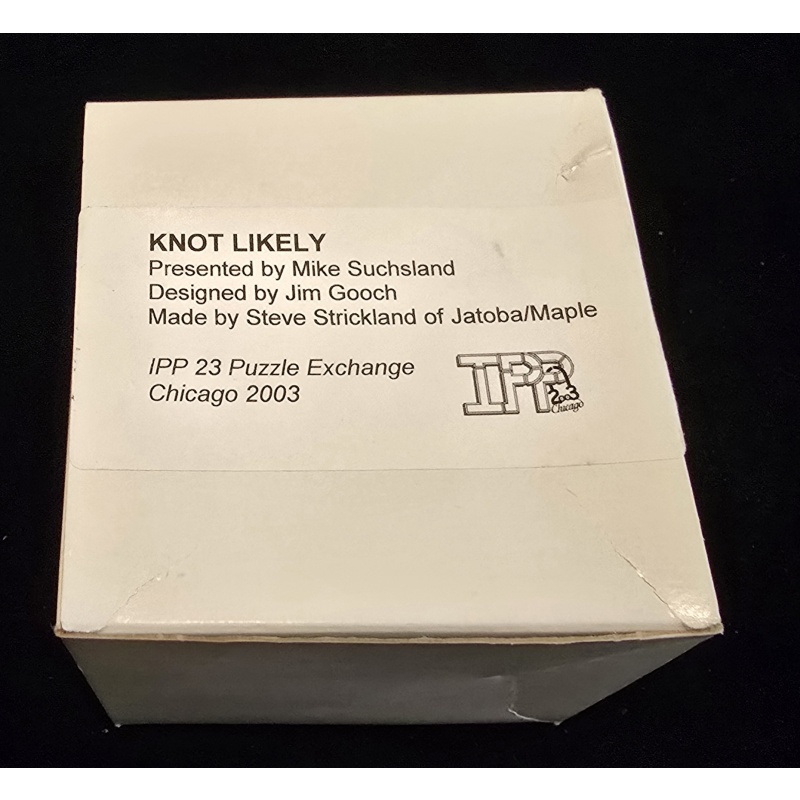 KNOT LIKELY
Presented by Mike Suchsland
Designed by Jim Gooch
Made by Steve Strickland of Jatoba/Maple
IPP 23 Puzzle Exchange
Chicago 2003
IPP
2003
Chicago